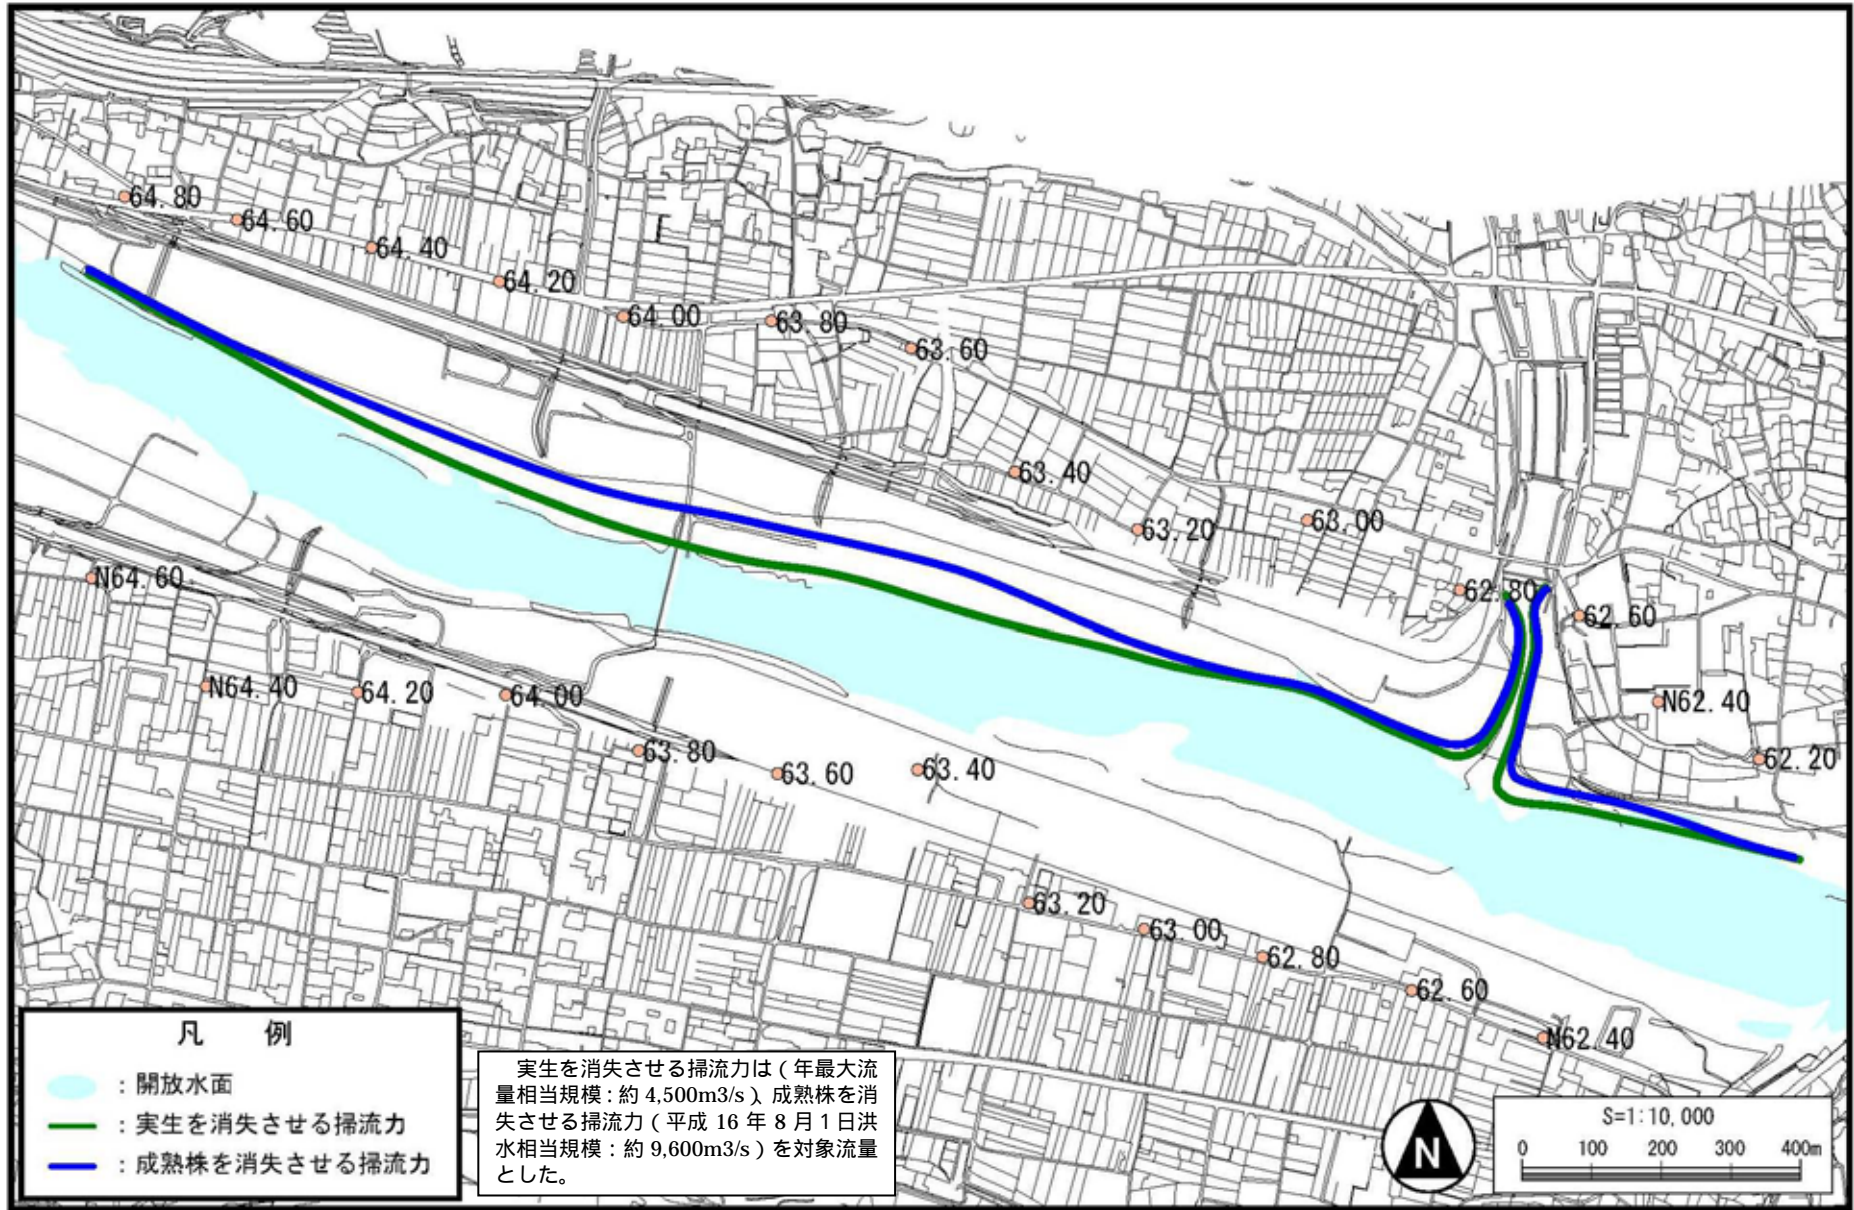 64.80
64.60
64.40
64.20
64.00
63.80
63.60
63.40
63.20
63.00
62.80
62.60
N62.40
62.20
N64.60
N64.40
64.20
64.00
63.80
63.60
63.40
63.20
63.00
62.80
62.60
N62.40
凡　例
：開放水面
：実生を消失させる掃流力
：成熟株を消失させる掃流力
実生を消失させる掃流力は（年最大流
量相当規模：約 4,500m3/s）、成熟株を消
失させる掃流力（平成 16 年 8 月 1 日洪
水相当規模：約 9,600m3/s）を対象流量
とした。
N
S=1:10,000
0 100 200 300 400m